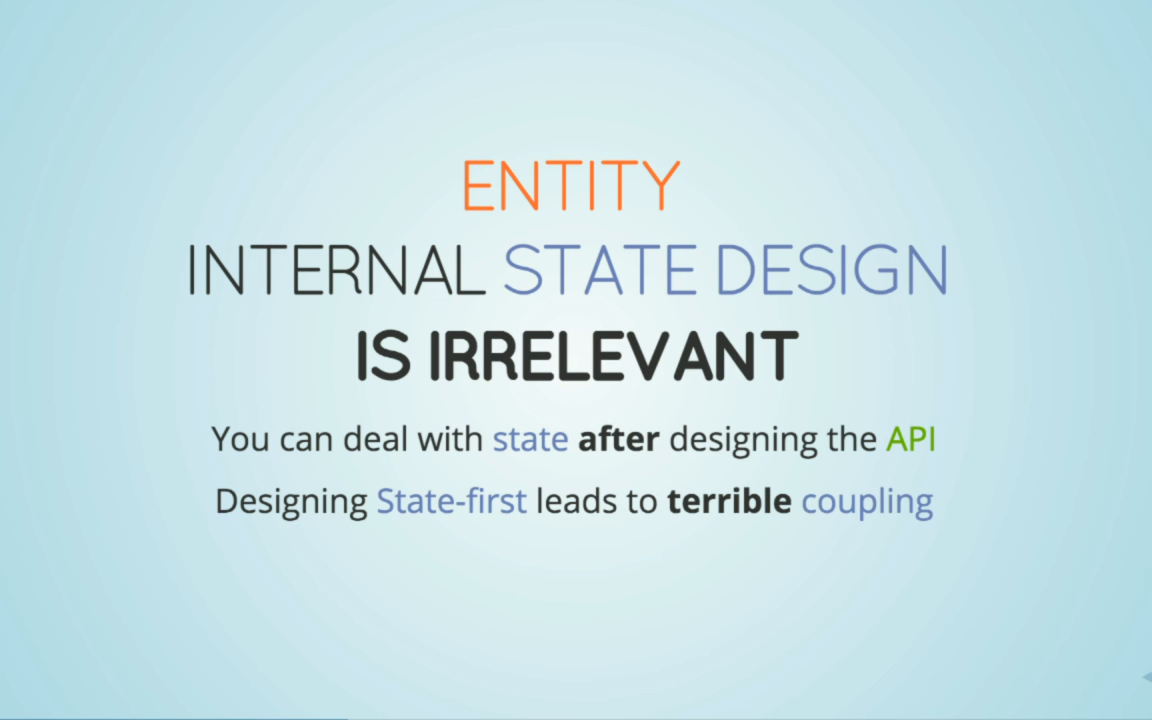 ENTITY
INTERNAL STATE DESIGN
IS IRRELEVANT
You can deal with state after designing the API
Designing State-first leads to terrible coupling